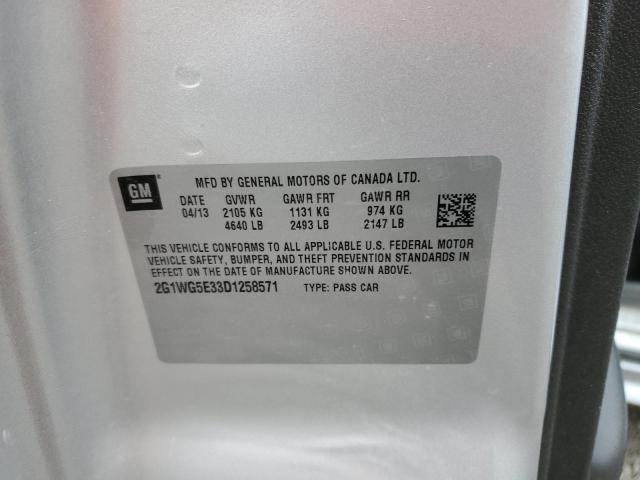 GM
MFD BY GENERAL MOTORS OF CANADA LTD.
DATE GVWR GAWR FRT GAWR RR
04/13 2105 KG 1131 KG 974 KG
4640 LB 2493 LB 2147 LB
THIS VEHICLE CONFORMS TO ALL APPLICABLE U.S. FEDERAL MOTOR
VEHICLE SAFETY, BUMPER, AND THEFT PREVENTION STANDARDS IN
EFFECT ON THE DATE OF MANUFACTURE SHOWN ABOVE.
2G1WG5E33D1258571 TYPE: PASS CAR